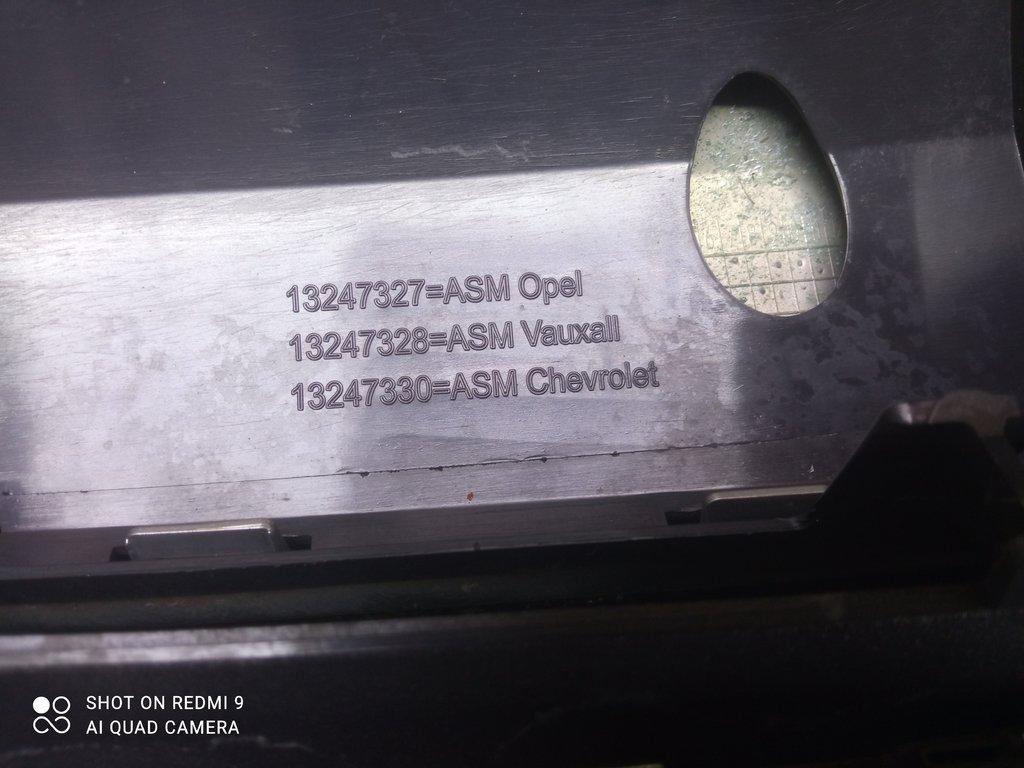 13247327=ASM Opel
13247328=ASM Vauxall
13247330=ASM Chevrolet
SHOT ON REDMI 9
AI QUAD CAMERA